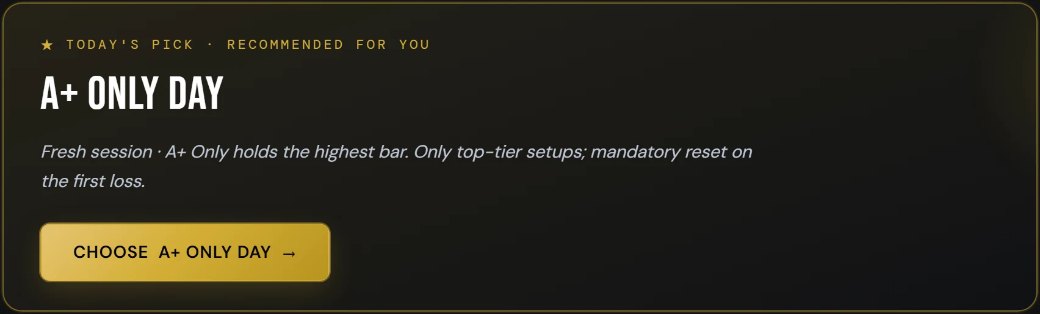 ★ TODAY'S PICK · RECOMMENDED FOR YOU
A+ ONLY DAY
Fresh session · A+ Only holds the highest bar. Only top-tier setups; mandatory reset on
the first loss.
CHOOSE A+ ONLY DAY →